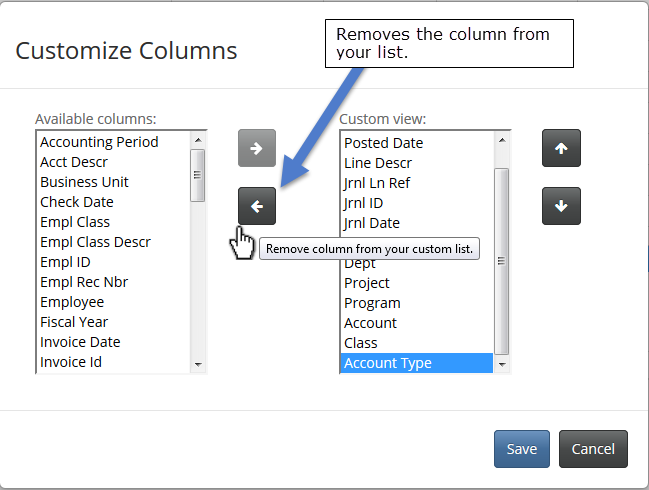 Removes the column from
your list.
Customize Columns
Available columns:
Accounting Period
Acct Descr
Business Unit
Check Date
Empl Class
Empl Class Descr
Empl ID
Empl Rec Nbr
Employee
Fiscal Year
Invoice Date
Invoice Id
Remove column from your custom list.
Custom view:
Posted Date
Line Descr
Jrnl Ln Ref
Jrnl ID
Jrnl Date
Dept
Project
Program
Account
Class
Account Type
Save
Cancel